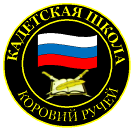 КАДЕТСКАЯ ШКОЛА
КОРОВИЙ РУЧЕЙ